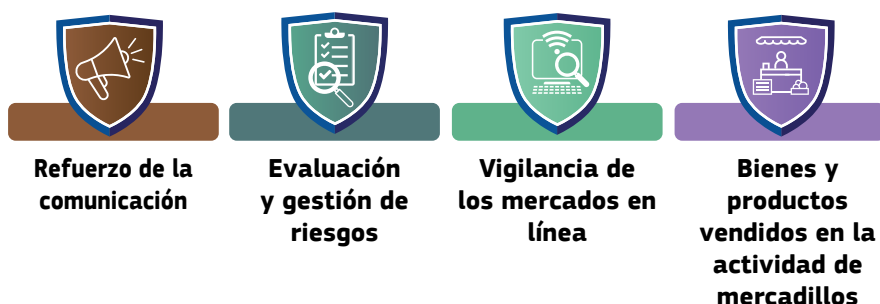 Refuerzo de la
comunicación
Evaluación
y gestión de
riesgos
Vigilancia de
los mercados en
línea
Bienes y
productos
vendidos en la
actividad de
mercadillos